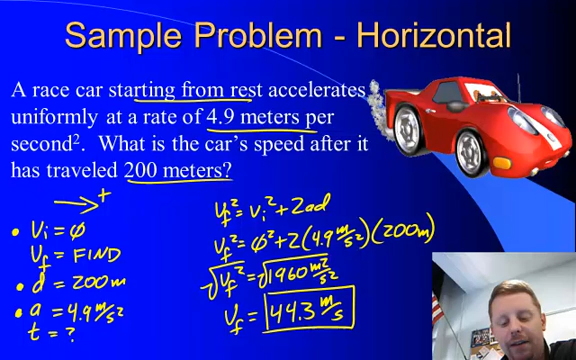 Sample Problem - Horizontal
A race car starting from rest accelerates
uniformly at a rate of 4.9 meters per
second². What is the car's speed after it
has traveled 200 meters?
+
• Vi = 0
Vf = FIND
• d = 200m
• a = 4.9 m/s²
t = ?
Vf² = Vi² + 2ad
Vf² = 0² + 2(4.9 m/s²)(200m)
√Vf² = √1960 m²/s²
Vf = 44.3 m/s